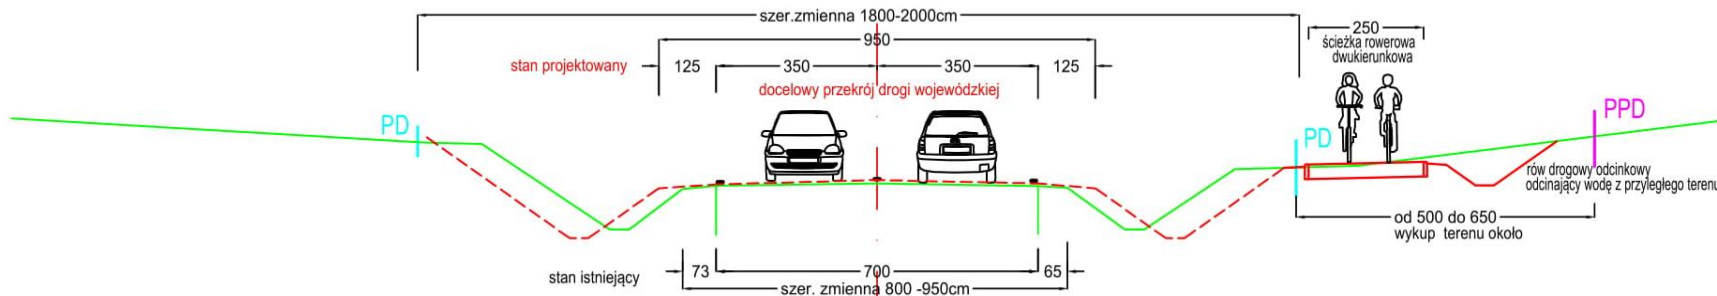 szer.zmienna 1800-2000cm
950
250
ścieżka rowerowa
dwukierunkowa
stan projektowany
125
350
350
125
docelowy przekrój drogi wojewódzkiej
PD
PD
PPD
rów drogowy odcinkowy
odcinający wodę z przyległego terenu
od 500 do 650
wykup terenu około
stan istniejący
73
700
65
szer. zmienna 800 -950cm